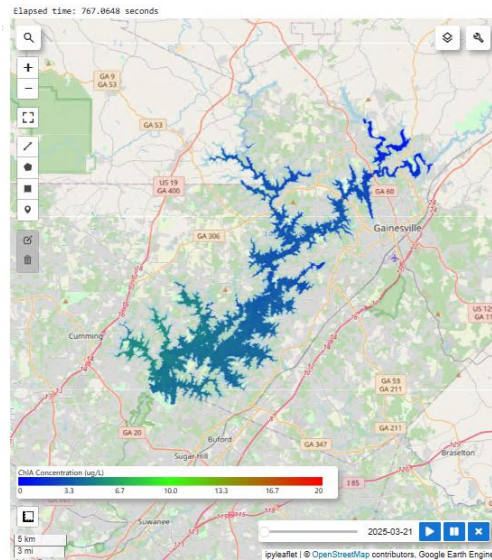 Elapsed time: 767.0648 seconds
GA 9
GA 53
GA 53
US 19
GA 400
GA 60
Gainesville
GA 306
Cumming
GA 53
GA 211
GA 20
Buford
GA 347
GA 211
Sugar Hill
Braselton
I 85
ChlA Concentration (ug/L)
0 3.3 6.7 10.0 13.3 16.7 20
Suwanee
5 km
3 mi
2025-03-21
ipyleaflet | © OpenStreetMap contributors, Google Earth Engin